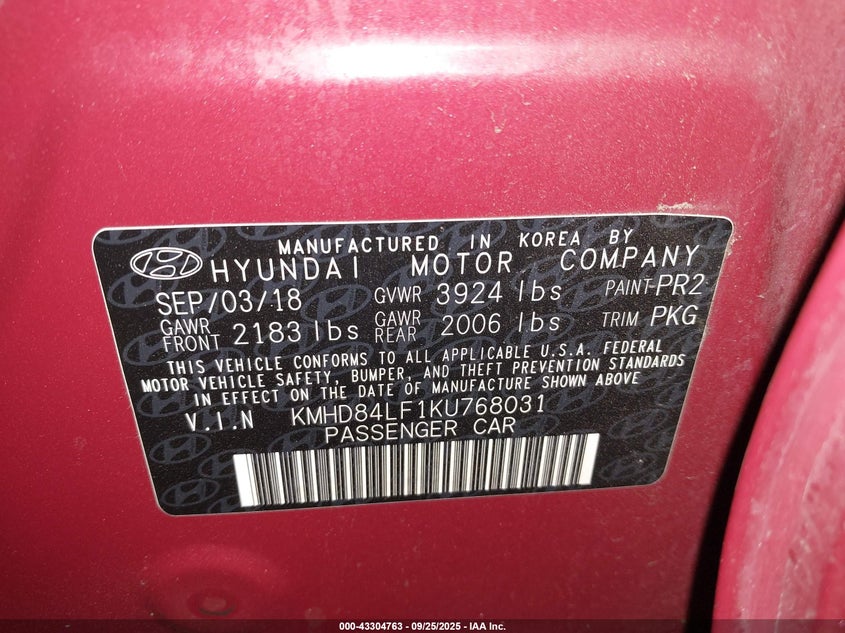 MANUFACTURED IN KOREA BY
HYUNDAI MOTOR COMPANY
SEP/03/18 GVWR 3924 lbs PAINT-PR2
GAWR FRONT 2183 lbs GAWR REAR 2006 lbs TRIM PKG
THIS VEHICLE CONFORMS TO ALL APPLICABLE U.S.A. FEDERAL
MOTOR VEHICLE SAFETY, BUMPER, AND THEFT PREVENTION STANDARDS
IN EFFECT ON THE DATE OF MANUFACTURE SHOWN ABOVE
V.I.N KMHD84LF1KU768031
PASSENGER CAR
000-43304763 - 09/25/2025 - IAA Inc.